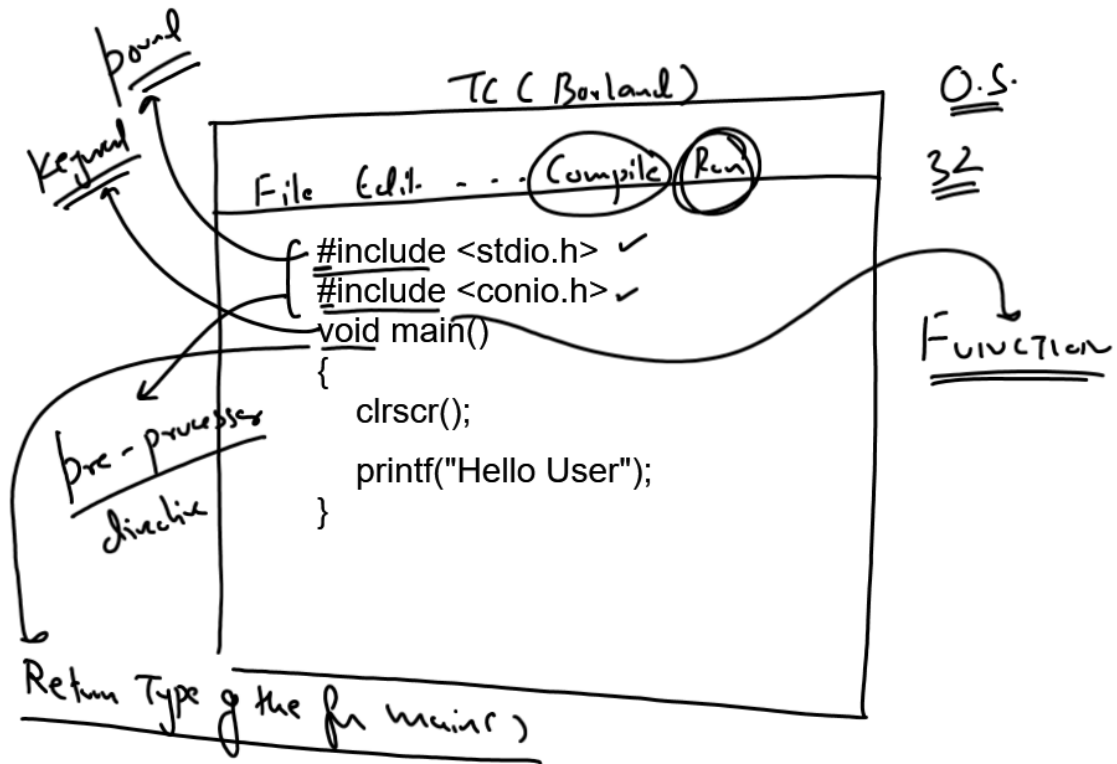 pound
TC ( Borland )
O.S.
Keyword
32
File Edit - - - Compile Run
#include <stdio.h> ✓
#include <conio.h> ✓
void main()
Function
{
clrscr();
pre-processor
directive
printf("Hello User");
}
Return Type of the fn main()